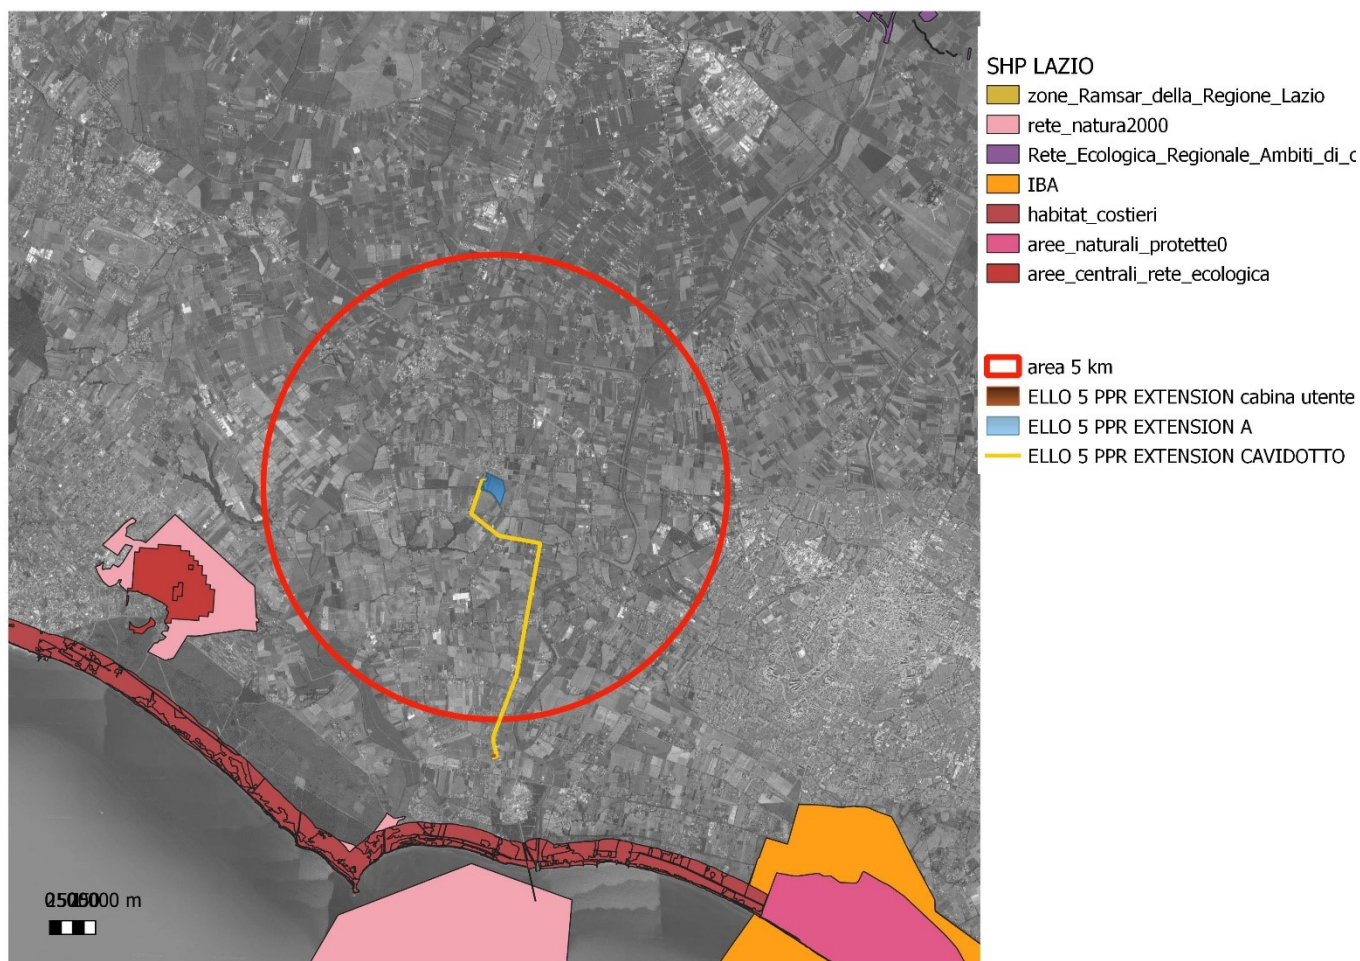 SHP LAZIO
zone_Ramsar_della_Regione_Lazio
rete_natura2000
Rete_Ecologica_Regionale_Ambiti_di_c
IBA
habitat_costieri
aree_naturali_protette0
aree_centrali_rete_ecologica
area 5 km
ELLO 5 PPR EXTENSION cabina utente
ELLO 5 PPR EXTENSION A
ELLO 5 PPR EXTENSION CAVIDOTTO
m